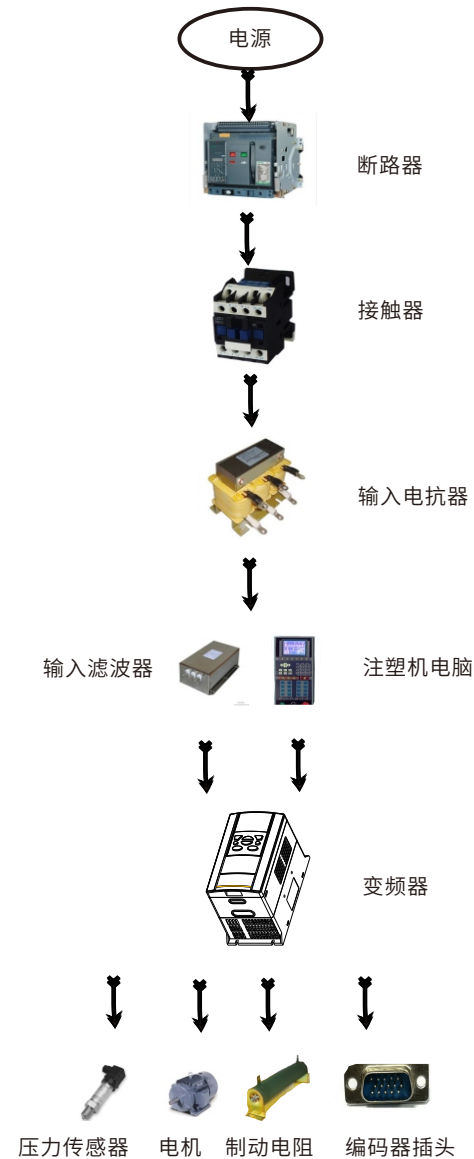 电源
断路器
接触器
输入电抗器
输入滤波器 注塑机电脑
变频器
压力传感器 电机 制动电阻 编码器插头